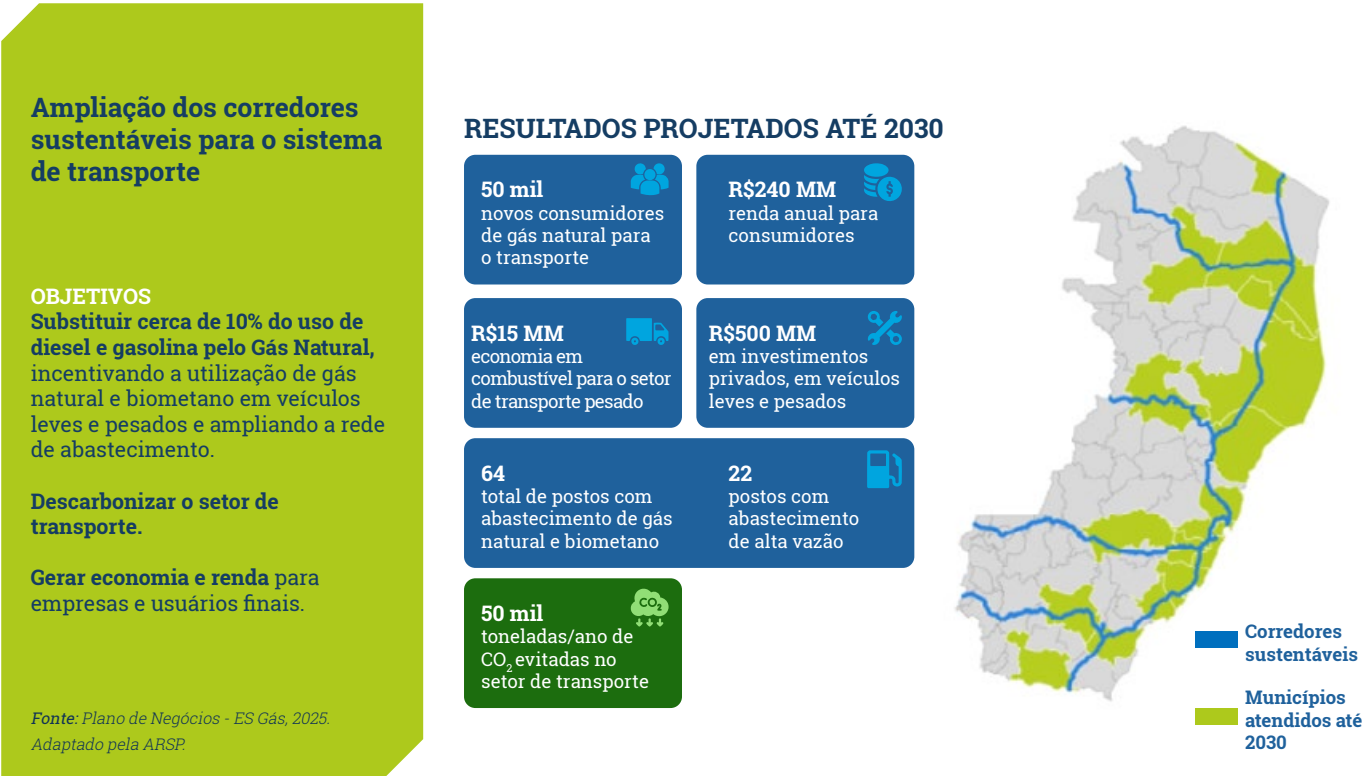 Ampliação dos corredores
sustentáveis para o sistema
de transporte
OBJETIVOS
Substituir cerca de 10% do uso de
diesel e gasolina pelo Gás Natural,
incentivando a utilização de gás
natural e biometano em veículos
leves e pesados e ampliando a rede
de abastecimento.
Descarbonizar o setor de
transporte.
Gerar economia e renda para
empresas e usuários finais.
Fonte: Plano de Negócios - ES Gás, 2025.
Adaptado pela ARSP.
RESULTADOS PROJETADOS ATÉ 2030
50 mil
novos consumidores
de gás natural para
o transporte
R$240 MM
renda anual para
consumidores
$
R$15 MM
economia em
combustível para o setor
de transporte pesado
R$500 MM
em investimentos
privados, em veículos
leves e pesados
64
total de postos com
abastecimento de gás
natural e biometano
22
postos com
abastecimento
de alta vazão
50 mil
toneladas/ano de
CO₂ evitadas no
setor de transporte
CO₂
Corredores
sustentáveis
Municípios
atendidos até
2030